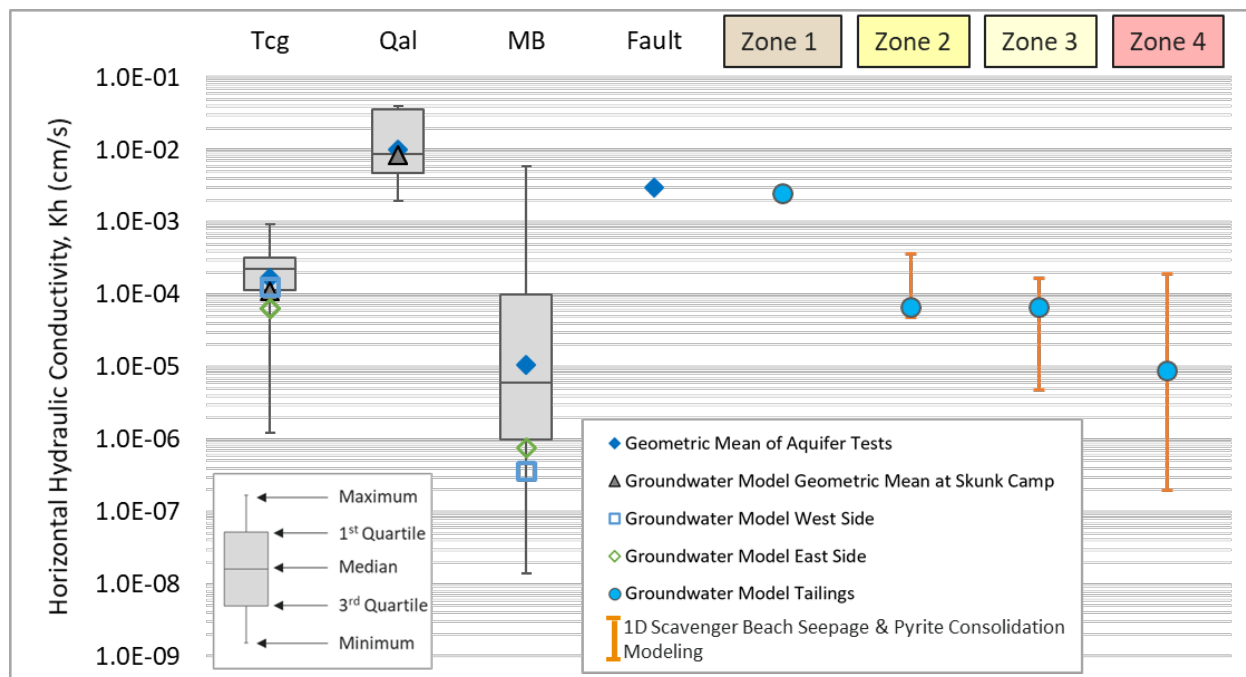 Tcg Qal MB Fault Zone 1 Zone 2 Zone 3 Zone 4
Horizontal Hydraulic Conductivity, Kh (cm/s)
1.0E-01
1.0E-02
1.0E-03
1.0E-04
1.0E-05
1.0E-06
1.0E-07
1.0E-08
1.0E-09
Maximum
1st Quartile
Median
3rd Quartile
Minimum
Geometric Mean of Aquifer Tests
Groundwater Model Geometric Mean at Skunk Camp
Groundwater Model West Side
Groundwater Model East Side
Groundwater Model Tailings
1D Scavenger Beach Seepage & Pyrite Consolidation
Modeling